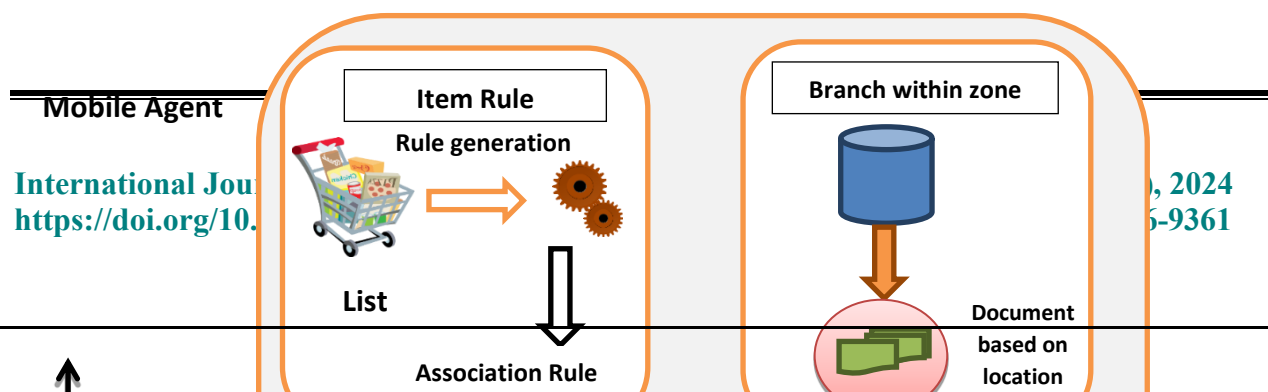 Mobile Agent
Item Rule
Branch within zone
Rule generation
International
https://doi.org/10.
, 2024
6-9361
List
Association Rule
Document
based on
location